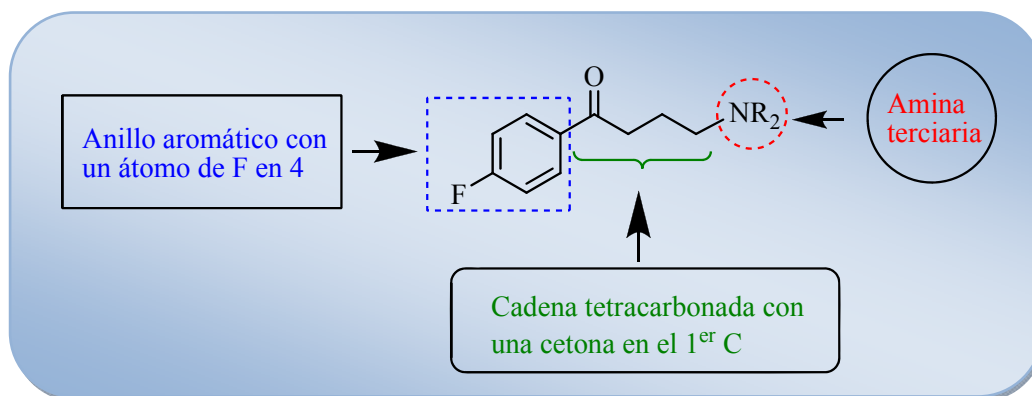 O
NR₂
F
Anillo aromático con
un átomo de F en 4
Amina
terciaria
Cadena tetracarbonada con
una cetona en el 1ᵉʳ C